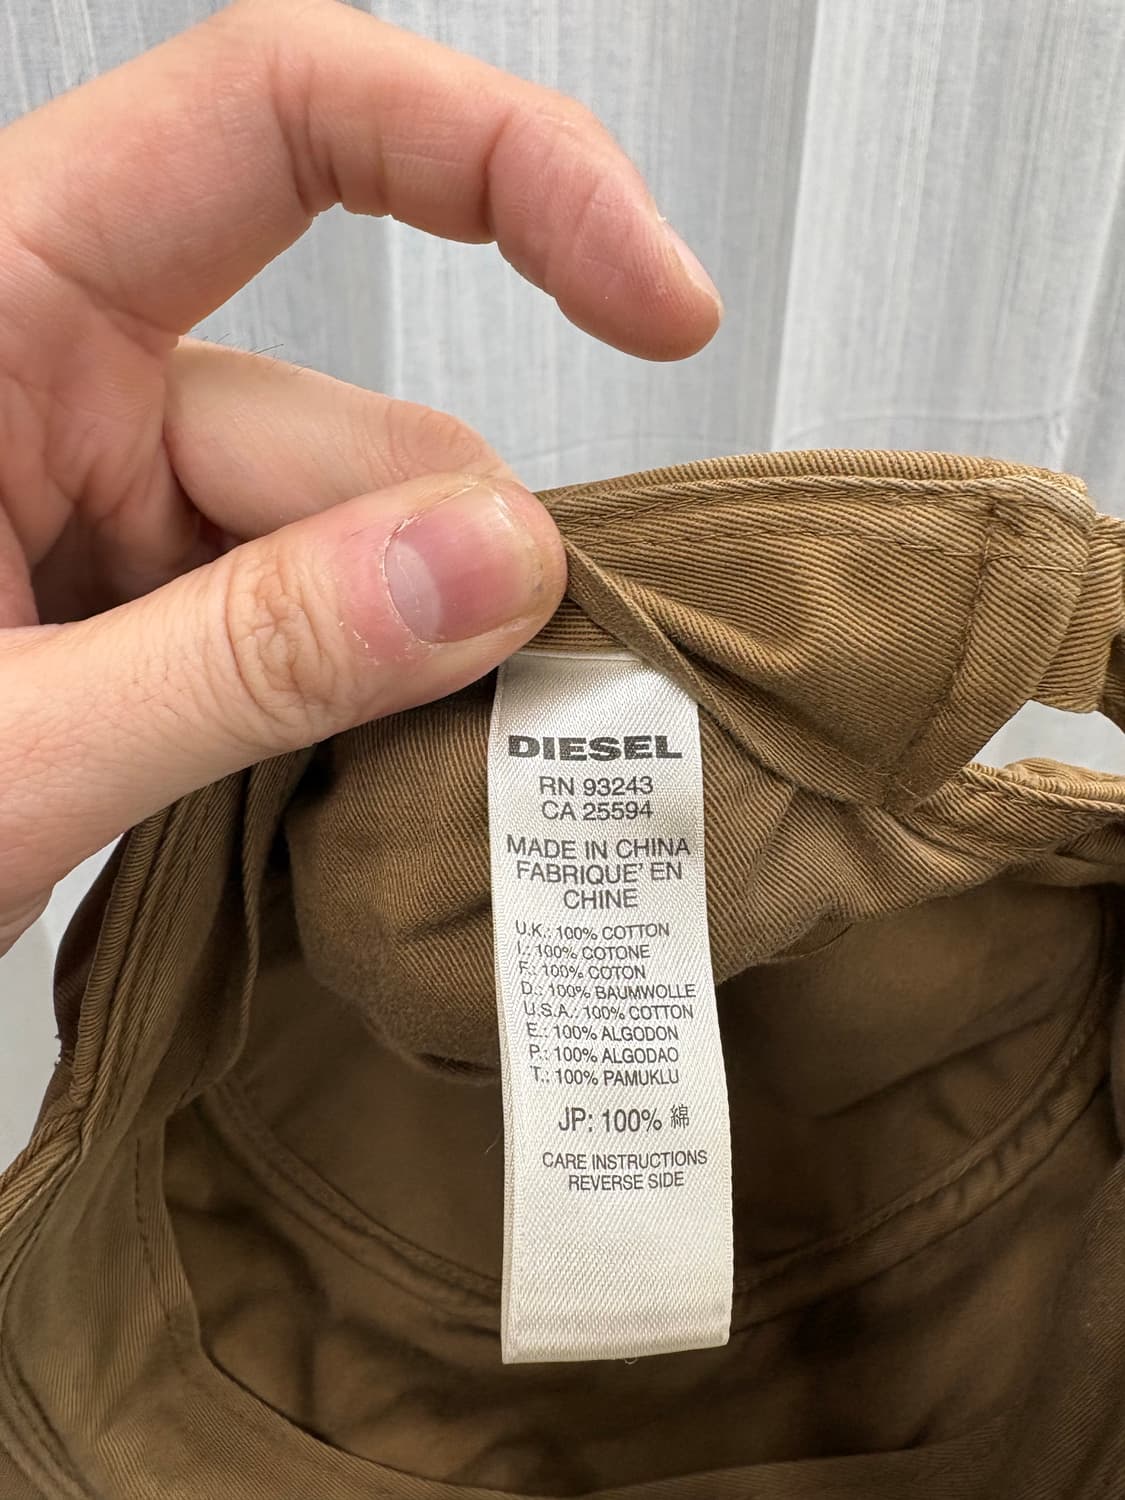 DIESEL
RN 93243
CA 25594
MADE IN CHINA
FABRIQUE' EN
CHINE
U.K.: 100% COTTON
I.: 100% COTONE
F.: 100% COTON
D.: 100% BAUMWOLLE
U.S.A.: 100% COTTON
E.: 100% ALGODON
P.: 100% ALGODAO
T.: 100% PAMUKLU
JP: 100% 綿
CARE INSTRUCTIONS
REVERSE SIDE